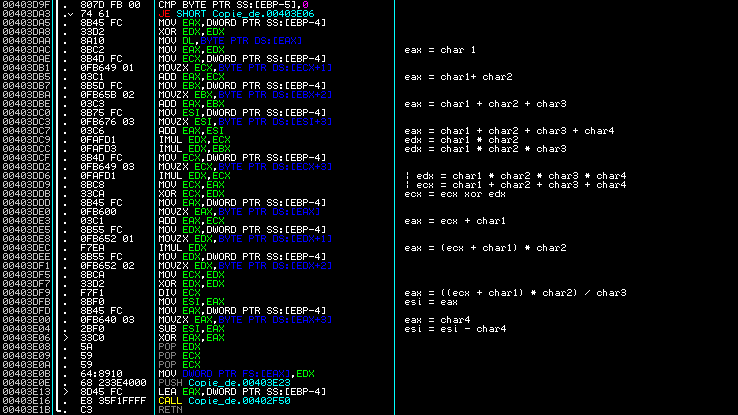 00403D9F . 807D FB 00 CMP BYTE PTR SS:[EBP-5],0
00403DA3 . 74 61 JE SHORT Copie_de.00403E06
00403DA5 . 8B45 FC MOV EAX,DWORD PTR SS:[EBP-4]
00403DA8 . 33D2 XOR EDX,EDX
00403DAA . 8A10 MOV DL,BYTE PTR DS:[EAX]
00403DAC . 8BC2 MOV EAX,EDX eax = char 1
00403DAE . 8B4D FC MOV ECX,DWORD PTR SS:[EBP-4]
00403DB1 . 0FB649 01 MOVZX ECX,BYTE PTR DS:[ECX+1]
00403DB5 . 03C1 ADD EAX,ECX eax = char1+ char2
00403DB7 . 8B5D FC MOV EBX,DWORD PTR SS:[EBP-4]
00403DBA . 0FB65B 02 MOVZX EBX,BYTE PTR DS:[EBX+2]
00403DBE . 03C3 ADD EAX,EBX eax = char1 + char2 + char3
00403DC0 . 8B75 FC MOV ESI,DWORD PTR SS:[EBP-4]
00403DC3 . 0FB676 03 MOVZX ESI,BYTE PTR DS:[ESI+3]
00403DC7 . 03C6 ADD EAX,ESI eax = char1 + char2 + char3 + char4
00403DC9 . 0FAFD1 IMUL EDX,ECX edx = char1 * char2
00403DCC . 0FAFD3 IMUL EDX,EBX edx = char1 * char2 * char3
00403DCF . 8B4D FC MOV ECX,DWORD PTR SS:[EBP-4]
00403DD2 . 0FB649 03 MOVZX ECX,BYTE PTR DS:[ECX+3]
00403DD6 . 0FAFD1 IMUL EDX,ECX ¦ edx = char1 * char2 * char3 * char4
00403DD9 . 8BC8 MOV ECX,EAX ¦ ecx = char1 + char2 + char3 + char4
00403DDB . 33CA XOR ECX,EDX ecx = ecx xor edx
00403DDD . 8B45 FC MOV EAX,DWORD PTR SS:[EBP-4]
00403DE0 . 0FB600 MOVZX EAX,BYTE PTR DS:[EAX]
00403DE3 . 03C1 ADD EAX,ECX eax = ecx + char1
00403DE5 . 8B55 FC MOV EDX,DWORD PTR SS:[EBP-4]
00403DE8 . 0FB652 01 MOVZX EDX,BYTE PTR DS:[EDX+1]
00403DEC . F7EA IMUL EDX eax = (ecx + char1) * char2
00403DEE . 8B55 FC MOV EDX,DWORD PTR SS:[EBP-4]
00403DF1 . 0FB652 02 MOVZX EDX,BYTE PTR DS:[EDX+2]
00403DF5 . 8BCA MOV ECX,EDX
00403DF7 . 33D2 XOR EDX,EDX
00403DF9 . F7F1 DIV ECX eax = ((ecx + char1) * char2) / char3
00403DFB . 8BF0 MOV ESI,EAX esi = eax
00403DFD . 8B45 FC MOV EAX,DWORD PTR SS:[EBP-4]
00403E00 . 0FB640 03 MOVZX EAX,BYTE PTR DS:[EAX+3] eax = char4
00403E04 . 2BF0 SUB ESI,EAX esi = esi - char4
00403E06 > 33C0 XOR EAX,EAX
00403E08 . 5A POP EDX
00403E09 . 59 POP ECX
00403E0A . 59 POP ECX
00403E0B . 64:8910 MOV DWORD PTR FS:[EAX],EDX
00403E0E . 68 233E4000 PUSH Copie_de.00403E23
00403E13 > 8D45 FC LEA EAX,DWORD PTR SS:[EBP-4]
00403E16 . E8 35F1FFFF CALL Copie_de.00402F50
00403E1B . C3 RETN